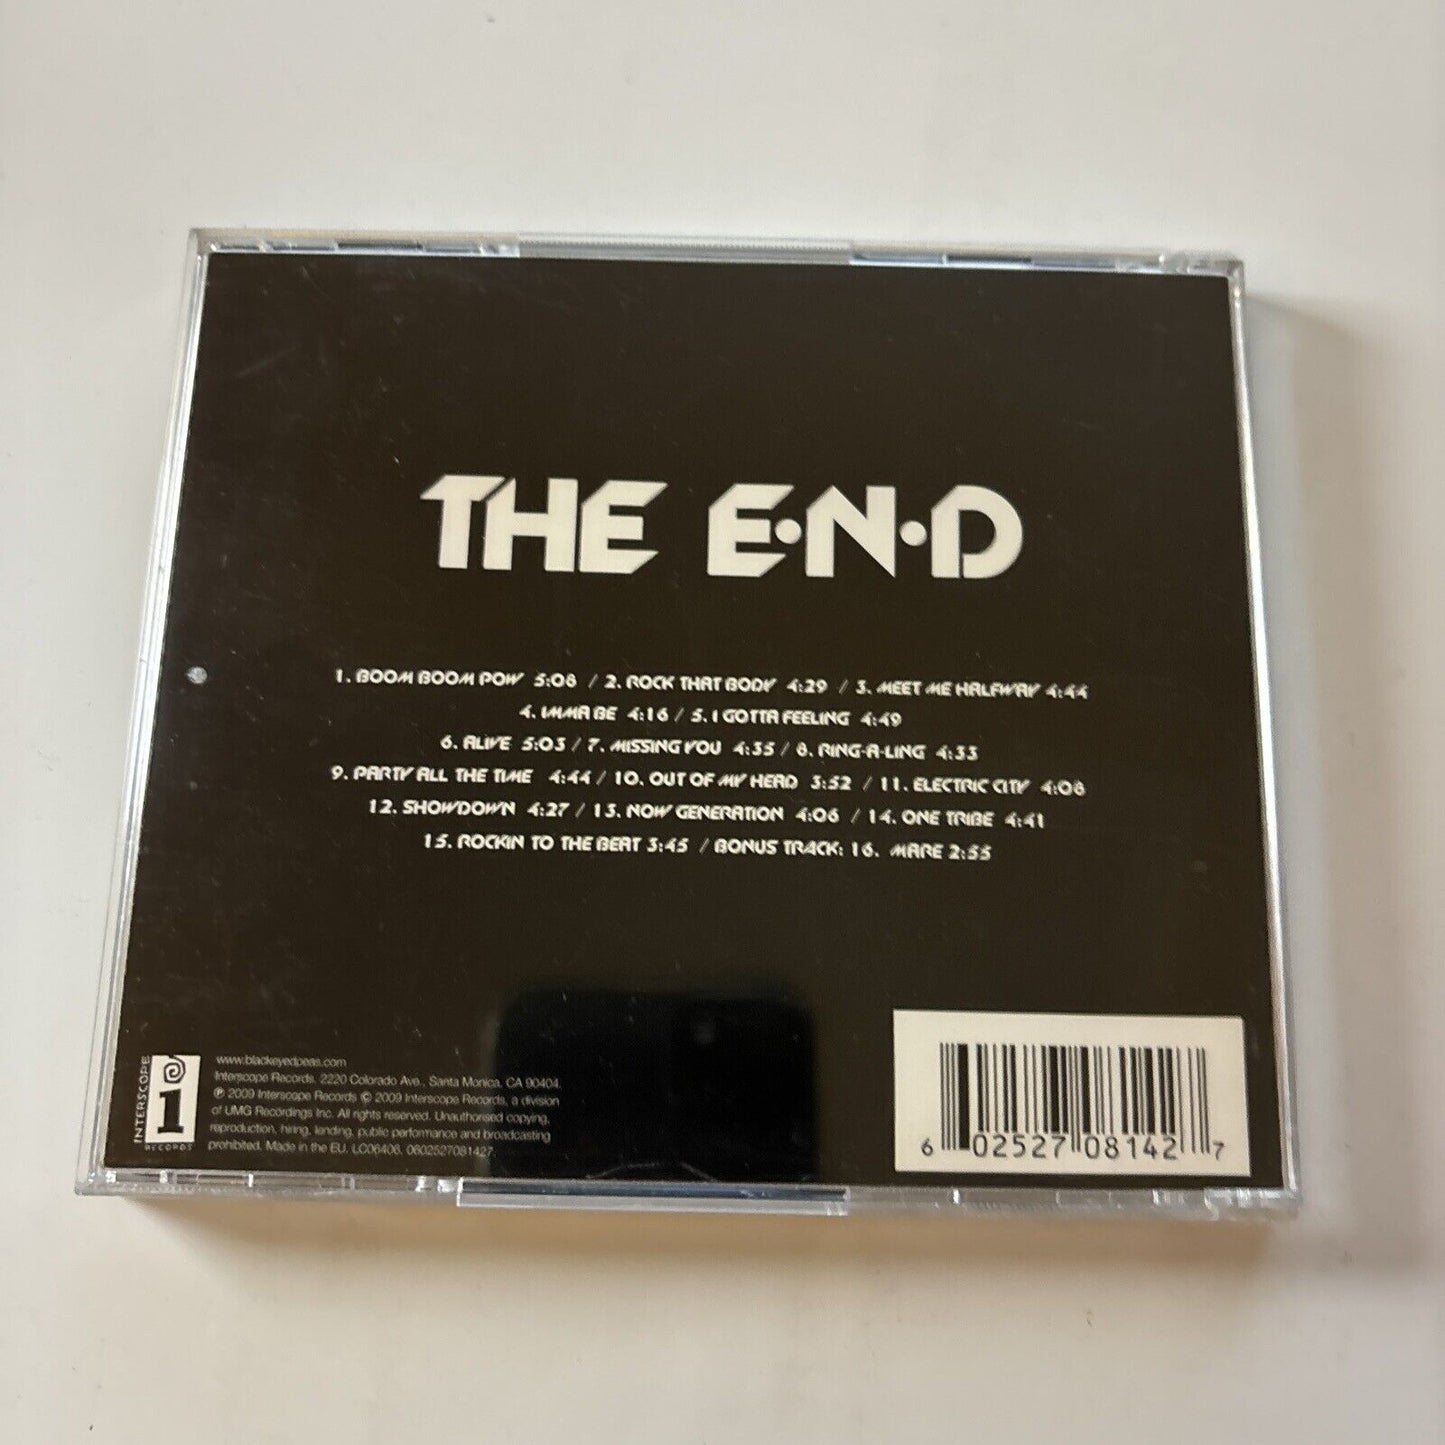 THE E·N·D
1. BOOM BOOM POW 5:08 / 2. ROCK THAT BODY 4:29 / 3. MEET ME HALFWAY 4:44
4. IMMA BE 4:16 / 5. I GOTTA FEELING 4:49
6. ALIVE 5:03 / 7. MISSING YOU 4:35 / 8. RING-A-LING 4:33
9. PARTY ALL THE TIME 4:44 / 10. OUT OF MY HEAD 3:52 / 11. ELECTRIC CITY 4:08
12. SHOWDOWN 4:27 / 13. NOW GENERATION 4:06 / 14. ONE TRIBE 4:41
15. ROCKIN TO THE BEAT 3:45 / BONUS TRACK: 16. MARE 2:55
INTERSCOPE
i
RECORDS
www.blackeyedpeas.com
Interscope Records. 2220 Colorado Ave., Santa Monica, CA 90404.
℗ 2009 Interscope Records © 2009 Interscope Records, a division
of UMG Recordings Inc. All rights reserved. Unauthorised copying,
reproduction, hiring, lending, public performance and broadcasting
prohibited. Made in the EU. LC06406. 0602527081427.
6 02527 08142 7